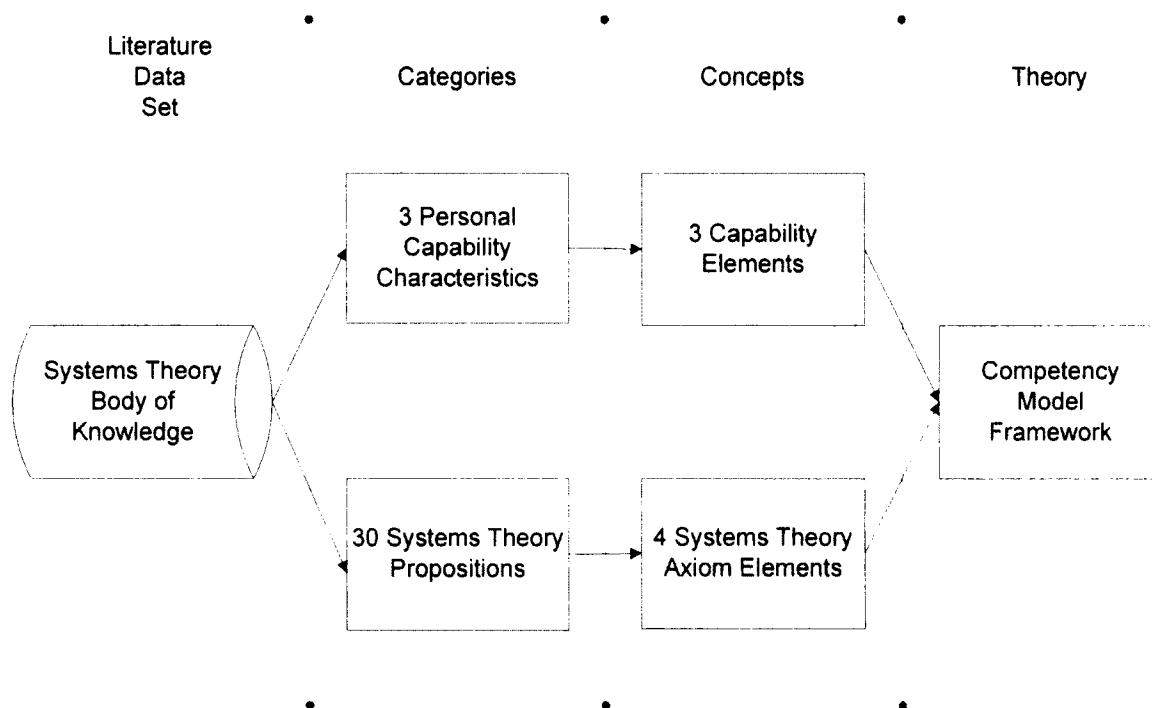 Literature
Data
Set
Categories
Concepts
Theory
3 Personal
Capability
Characteristics
3 Capability
Elements
Systems Theory
Body of
Knowledge
Competency
Model
Framework
30 Systems Theory
Propositions
4 Systems Theory
Axiom Elements